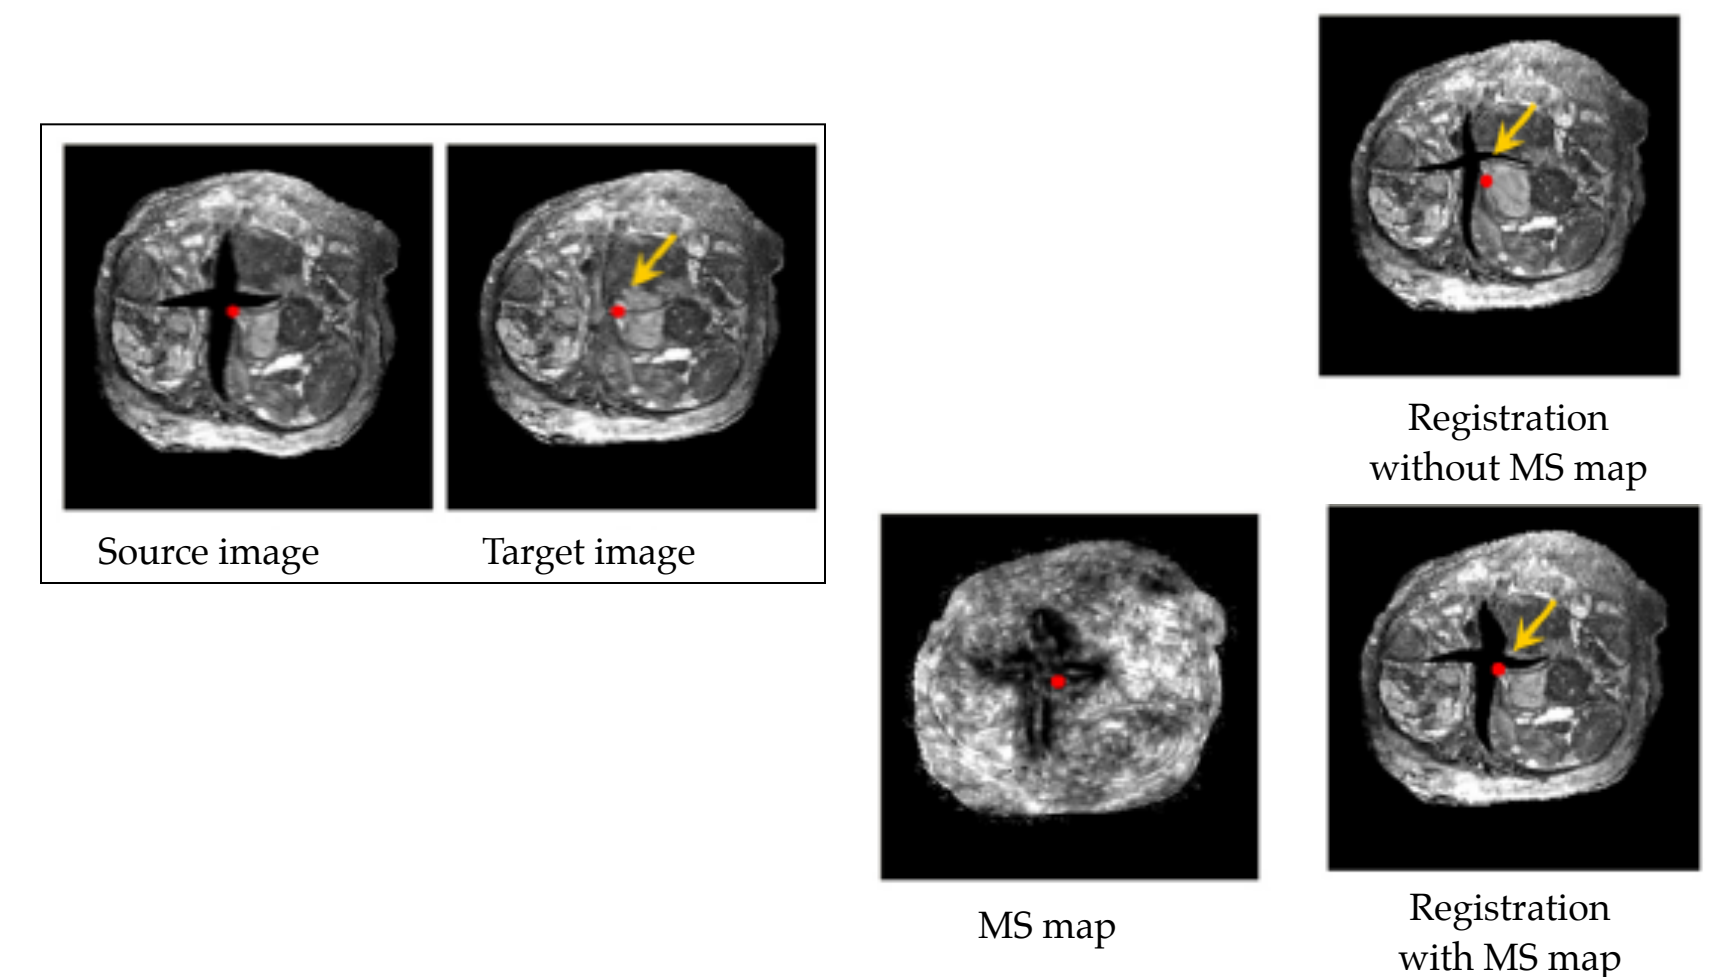 Source image
Target image
Registration
without MS map
MS map
Registration
with MS map